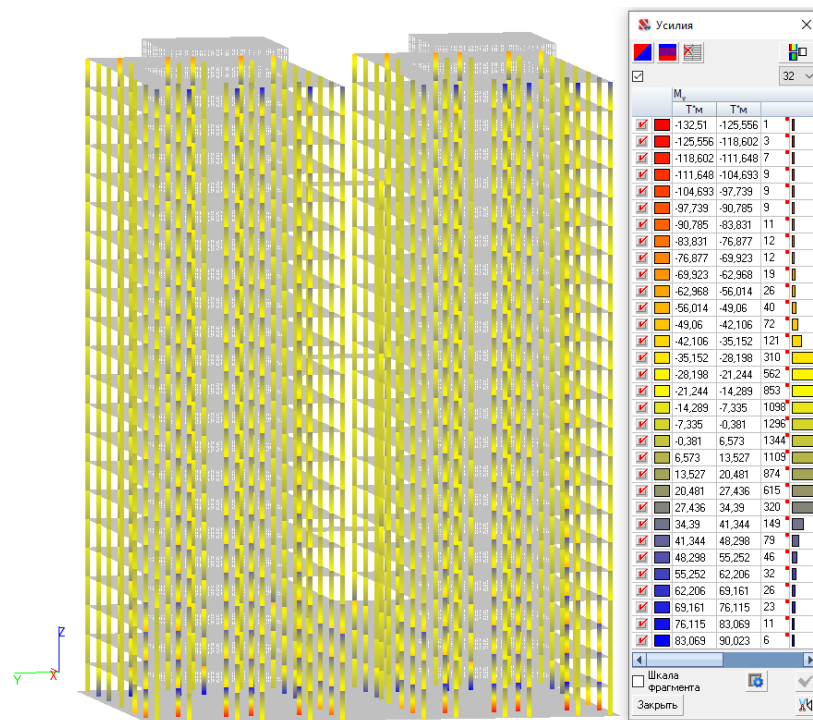 Усилия
32
My
Т*м Т*м
-132,51 -125,556 1
-125,556 -118,602 3
-118,602 -111,648 7
-111,648 -104,693 9
-104,693 -97,739 9
-97,739 -90,785 9
-90,785 -83,831 11
-83,831 -76,877 12
-76,877 -69,923 12
-69,923 -62,968 19
-62,968 -56,014 26
-56,014 -49,06 40
-49,06 -42,106 72
-42,106 -35,152 121
-35,152 -28,198 310
-28,198 -21,244 562
-21,244 -14,289 853
-14,289 -7,335 1098
-7,335 -0,381 1296
-0,381 6,573 1344
6,573 13,527 1109
13,527 20,481 874
20,481 27,436 615
27,436 34,39 320
34,39 41,344 149
41,344 48,298 79
48,298 55,252 46
55,252 62,206 32
62,206 69,161 26
69,161 76,115 23
76,115 83,069 11
83,069 90,023 6
Шкала
фрагмента
Закрыть
Z
Y X